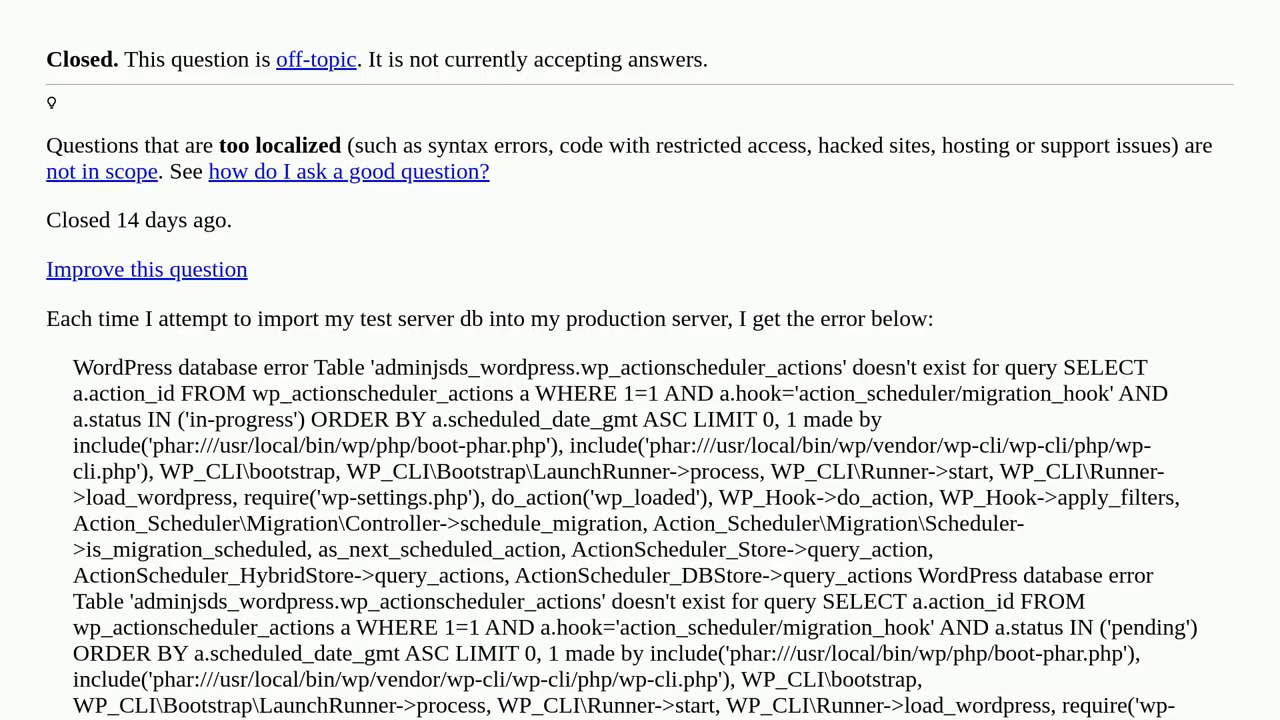 Closed. This question is off-topic. It is not currently accepting answers.
Questions that are too localized (such as syntax errors, code with restricted access, hacked sites, hosting or support issues) are
not in scope. See how do I ask a good question?
Closed 14 days ago.
Improve this question
Each time I attempt to import my test server db into my production server, I get the error below:
WordPress database error Table 'adminjsds_wordpress.wp_actionscheduler_actions' doesn't exist for query SELECT
a.action_id FROM wp_actionscheduler_actions a WHERE 1=1 AND a.hook='action_scheduler/migration_hook' AND
a.status IN ('in-progress') ORDER BY a.scheduled_date_gmt ASC LIMIT 0, 1 made by
include('phar:///usr/local/bin/wp/php/boot-phar.php'), include('phar:///usr/local/bin/wp/vendor/wp-cli/wp-cli/php/wp-
cli.php'), WP_CLI\bootstrap, WP_CLI\Bootstrap\LaunchRunner->process, WP_CLI\Runner->start, WP_CLI\Runner-
>load_wordpress, require('wp-settings.php'), do_action('wp_loaded'), WP_Hook->do_action, WP_Hook->apply_filters,
Action_Scheduler\Migration\Controller->schedule_migration, Action_Scheduler\Migration\Scheduler-
>is_migration_scheduled, as_next_scheduled_action, ActionScheduler_Store->query_action,
ActionScheduler_HybridStore->query_actions, ActionScheduler_DBStore->query_actions WordPress database error
Table 'adminjsds_wordpress.wp_actionscheduler_actions' doesn't exist for query SELECT a.action_id FROM
wp_actionscheduler_actions a WHERE 1=1 AND a.hook='action_scheduler/migration_hook' AND a.status IN ('pending')
ORDER BY a.scheduled_date_gmt ASC LIMIT 0, 1 made by include('phar:///usr/local/bin/wp/php/boot-phar.php'),
include('phar:///usr/local/bin/wp/vendor/wp-cli/wp-cli/php/wp-cli.php'), WP_CLI\bootstrap,
WP_CLI\Bootstrap\LaunchRunner->process, WP_CLI\Runner->start, WP_CLI\Runner->load_wordpress, require('wp-